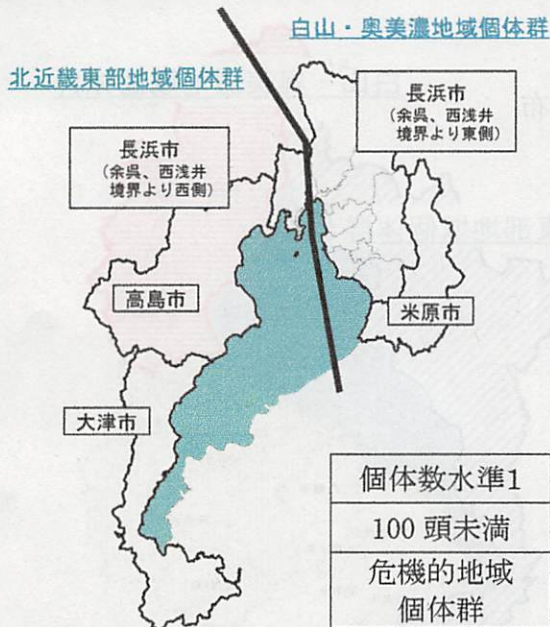 白山・奥美濃地域個体群
北近畿東部地域個体群
長浜市
(余呉、西浅井
境界より東側)
長浜市
(余呉、西浅井
境界より西側)
高島市
米原市
大津市
個体数水準1
100 頭未満
危機的地域
個体群